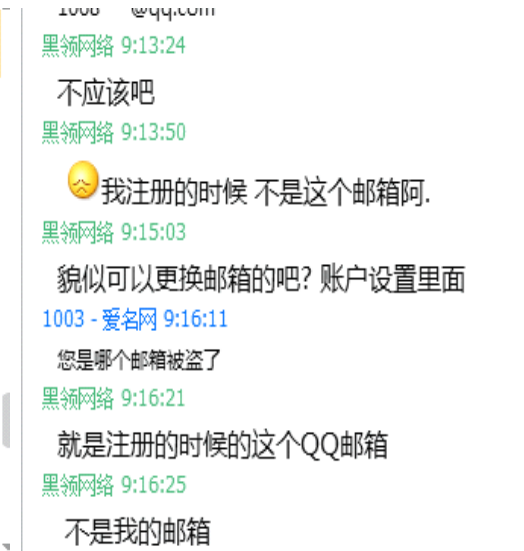 1008 @qq.com
黑领网络 9:13:24
不应该吧
黑领网络 9:13:50
我注册的时候 不是这个邮箱阿.
黑领网络 9:15:03
貌似可以更换邮箱的吧? 账户设置里面
1003 - 爱名网 9:16:11
您是哪个邮箱被盗了
黑领网络 9:16:21
就是注册的时候的这个QQ邮箱
黑领网络 9:16:25
不是我的邮箱